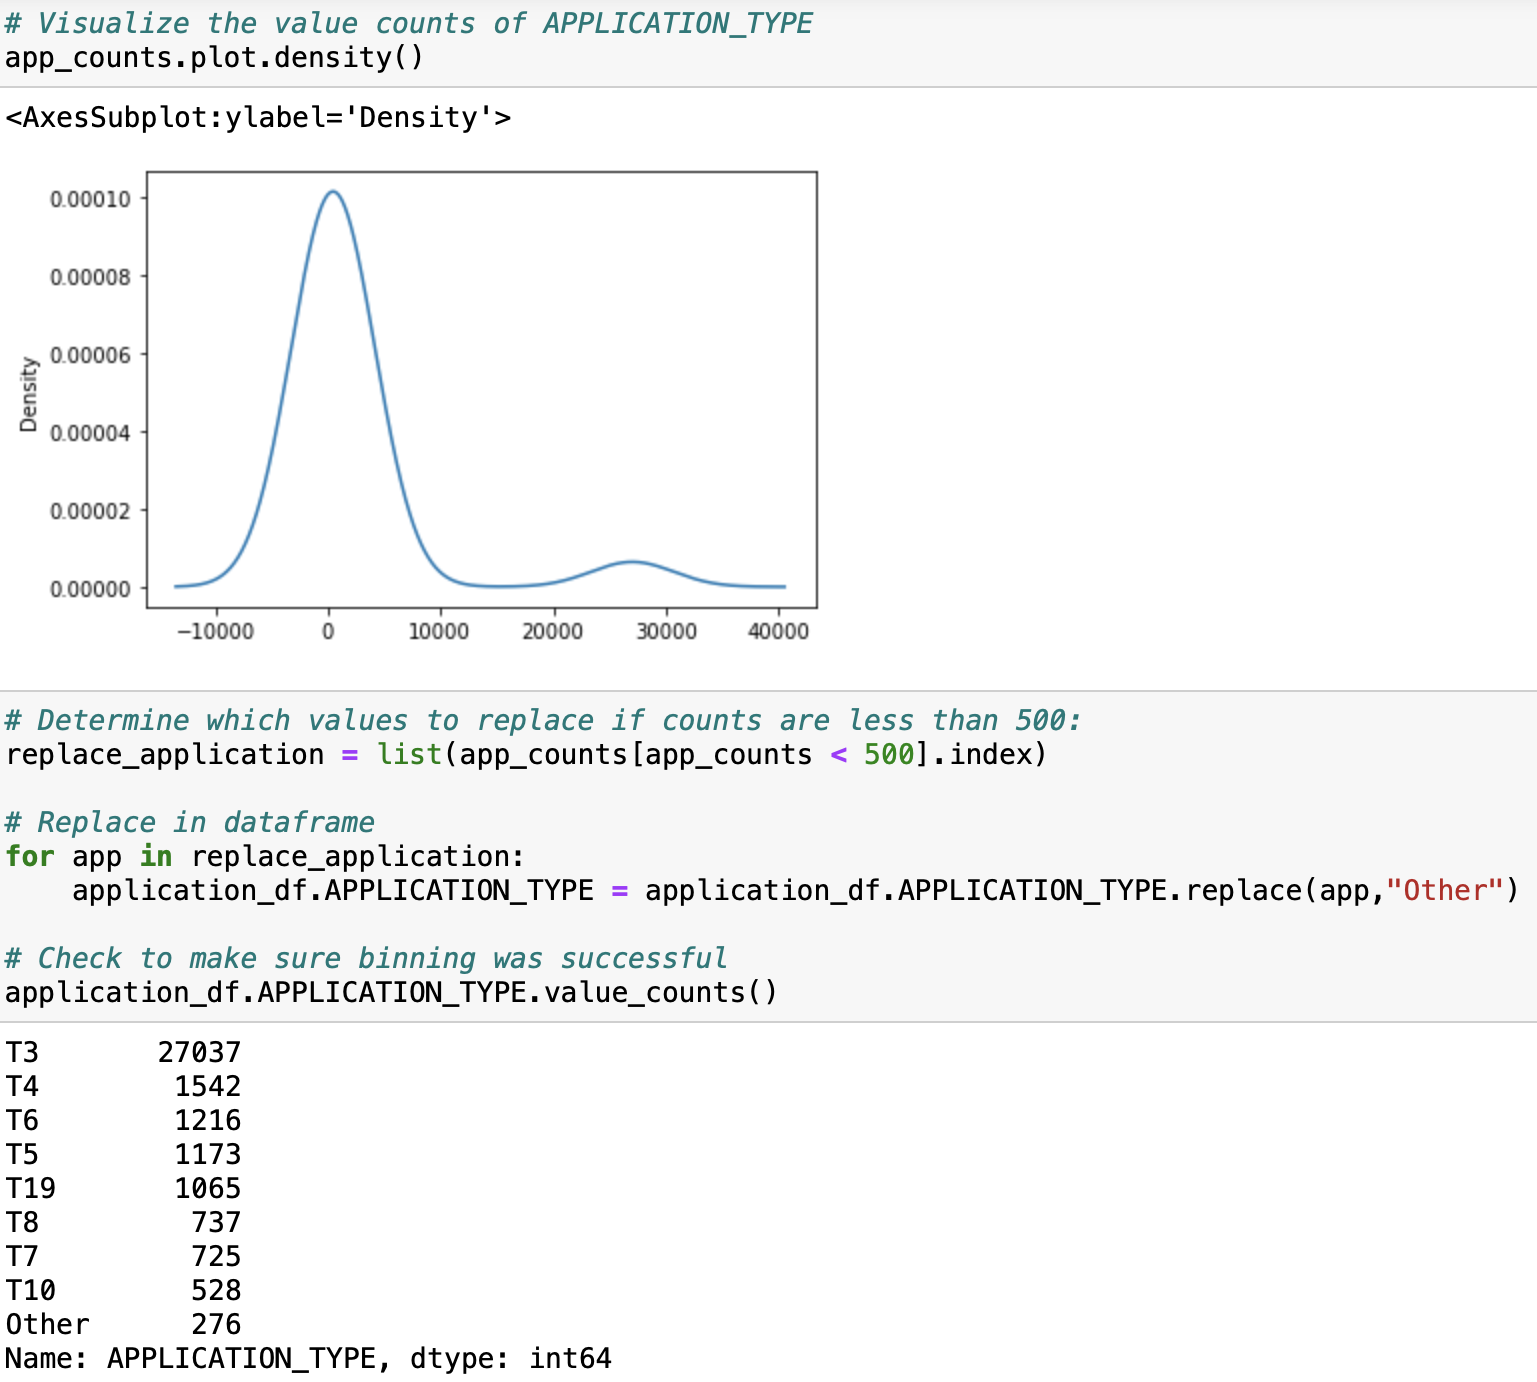 # Visualize the value counts of APPLICATION_TYPE
app_counts.plot.density()
<AxesSubplot:ylabel='Density'>
0.00010
0.00008
0.00006
0.00004
0.00002
0.00000
Density
−10000 0 10000 20000 30000 40000
# Determine which values to replace if counts are less than 500:
replace_application = list(app_counts[app_counts < 500].index)
# Replace in dataframe
for app in replace_application:
    application_df.APPLICATION_TYPE = application_df.APPLICATION_TYPE.replace(app,"Other")
# Check to make sure binning was successful
application_df.APPLICATION_TYPE.value_counts()
T3 27037
T4 1542
T6 1216
T5 1173
T19 1065
T8 737
T7 725
T10 528
Other 276
Name: APPLICATION_TYPE, dtype: int64